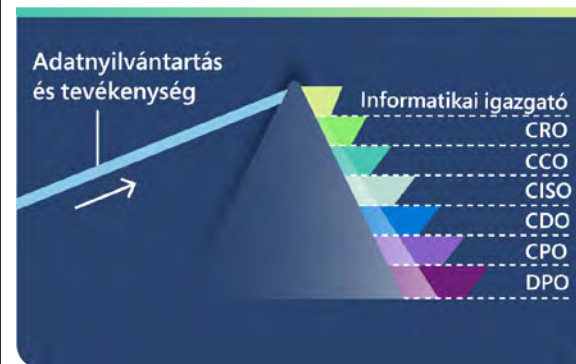 Adatnyilvántartás
és tevékenység
Informatikai igazgató
CRO
CCO
CISO
CDO
CPO
DPO